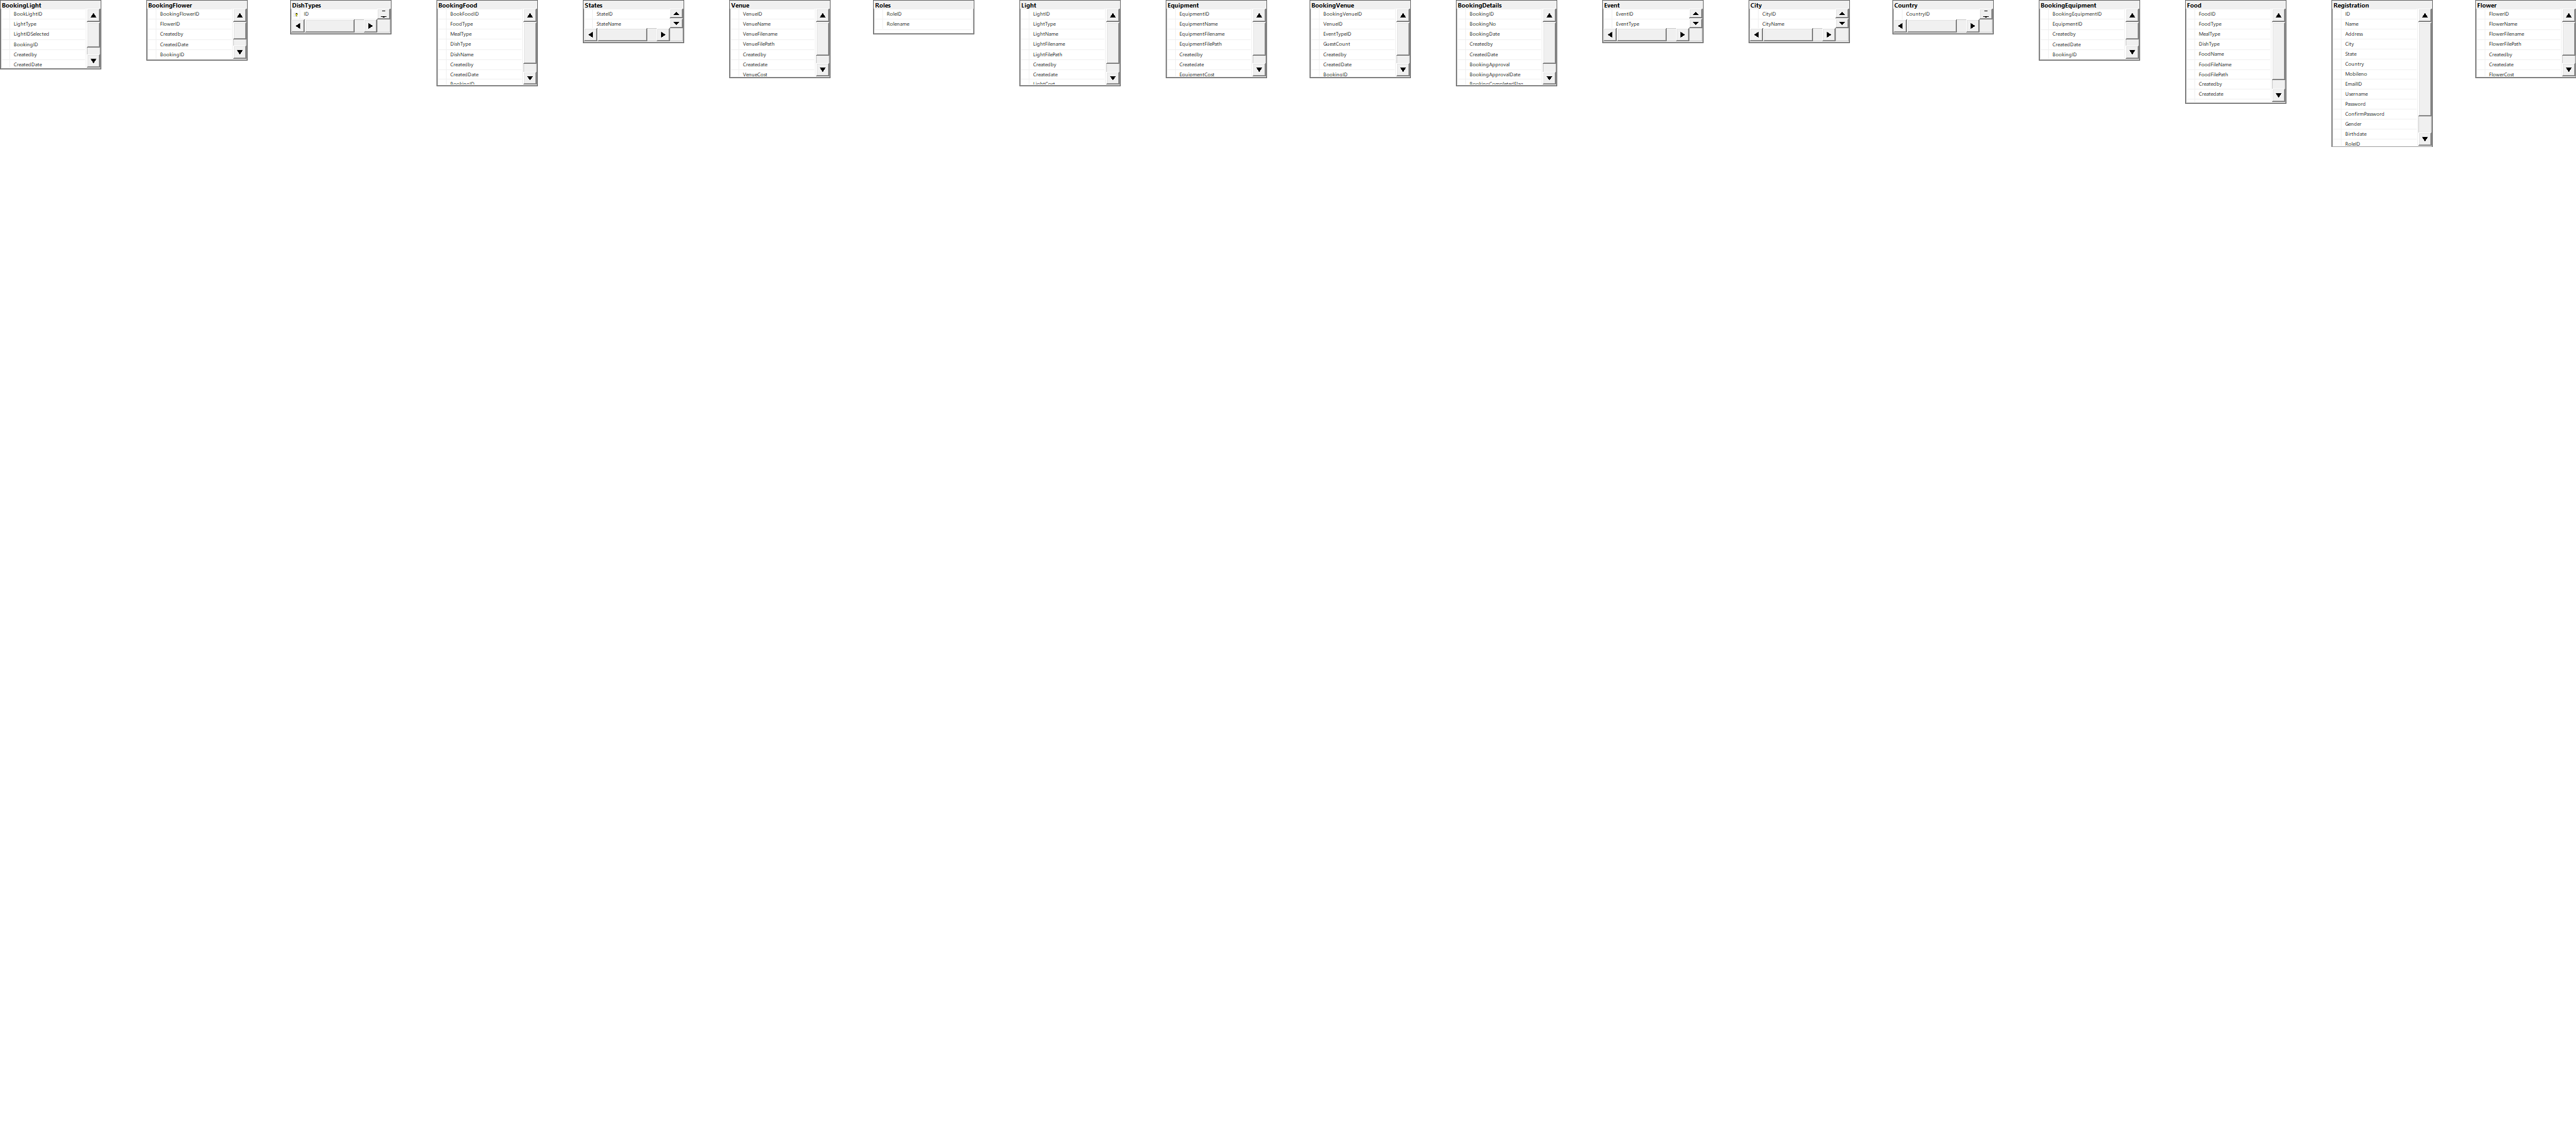 BookingLight
BookLightID
LightType
LightIDSelected
BookingID
Createdby
CreatedDate
BookingFlower
BookingFlowerID
FlowerID
Createdby
CreatedDate
BookingID
DishTypes
ID
BookingFood
BookFoodID
FoodType
MealType
DishType
DishName
Createdby
CreatedDate
BookingID
States
StateID
StateName
Venue
VenueID
VenueName
VenueFilename
VenueFilePath
Createdby
Createdate
VenueCost
Roles
RoleID
Rolename
Light
LightID
LightType
LightName
LightFilename
LightFilePath
Createdby
Createdate
LightCost
Equipment
EquipmentID
EquipmentName
EquipmentFilename
EquipmentFilePath
Createdby
Createdate
EquipmentCost
BookingVenue
BookingVenueID
VenueID
EventTypeID
GuestCount
Createdby
CreatedDate
BookingID
BookingDetails
BookingID
BookingNo
BookingDate
Createdby
CreatedDate
BookingApproval
BookingApprovalDate
BookingCompletedFlag
Event
EventID
EventType
City
CityID
CityName
Country
CountryID
BookingEquipment
BookingEquipmentID
EquipmentID
Createdby
CreatedDate
BookingID
Food
FoodID
FoodType
MealType
DishType
FoodName
FoodFileName
FoodFilePath
Createdby
Createdate
Registration
ID
Name
Address
City
State
Country
Mobileno
EmailID
Username
Password
ConfirmPassword
Gender
Birthdate
RoleID
Flower
FlowerID
FlowerName
FlowerFilename
FlowerFilePath
Createdby
Createdate
FlowerCost